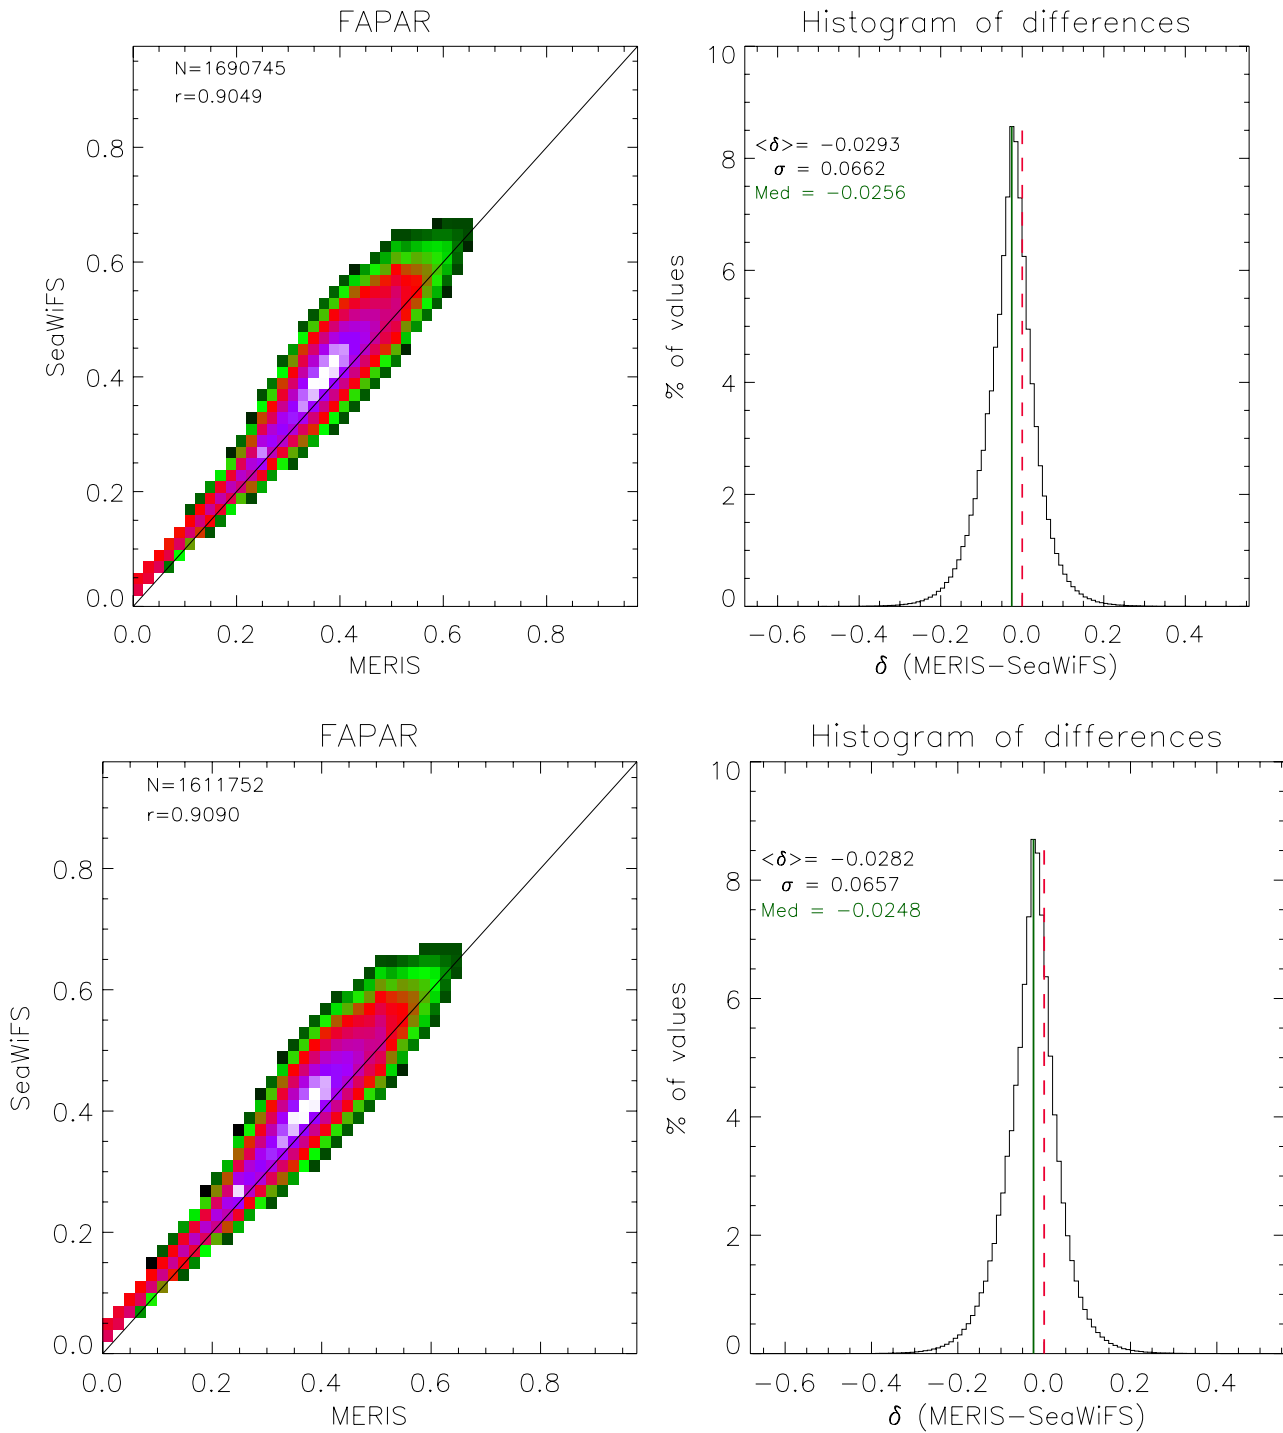 FAPAR
N=1690745
r=0.9049
0.8
0.6
0.4
0.2
0.0
SeaWiFS
0.0 0.2 0.4 0.6 0.8
MERIS
Histogram of differences
10
8
6
4
2
0
% of values
<δ>= −0.0293
σ = 0.0662
Med = −0.0256
−0.6 −0.4 −0.2 0.0 0.2 0.4
δ (MERIS−SeaWiFS)
FAPAR
N=1611752
r=0.9090
0.8
0.6
0.4
0.2
0.0
SeaWiFS
0.0 0.2 0.4 0.6 0.8
MERIS
Histogram of differences
10
8
6
4
2
0
% of values
<δ>= −0.0282
σ = 0.0657
Med = −0.0248
−0.6 −0.4 −0.2 0.0 0.2 0.4
δ (MERIS−SeaWiFS)